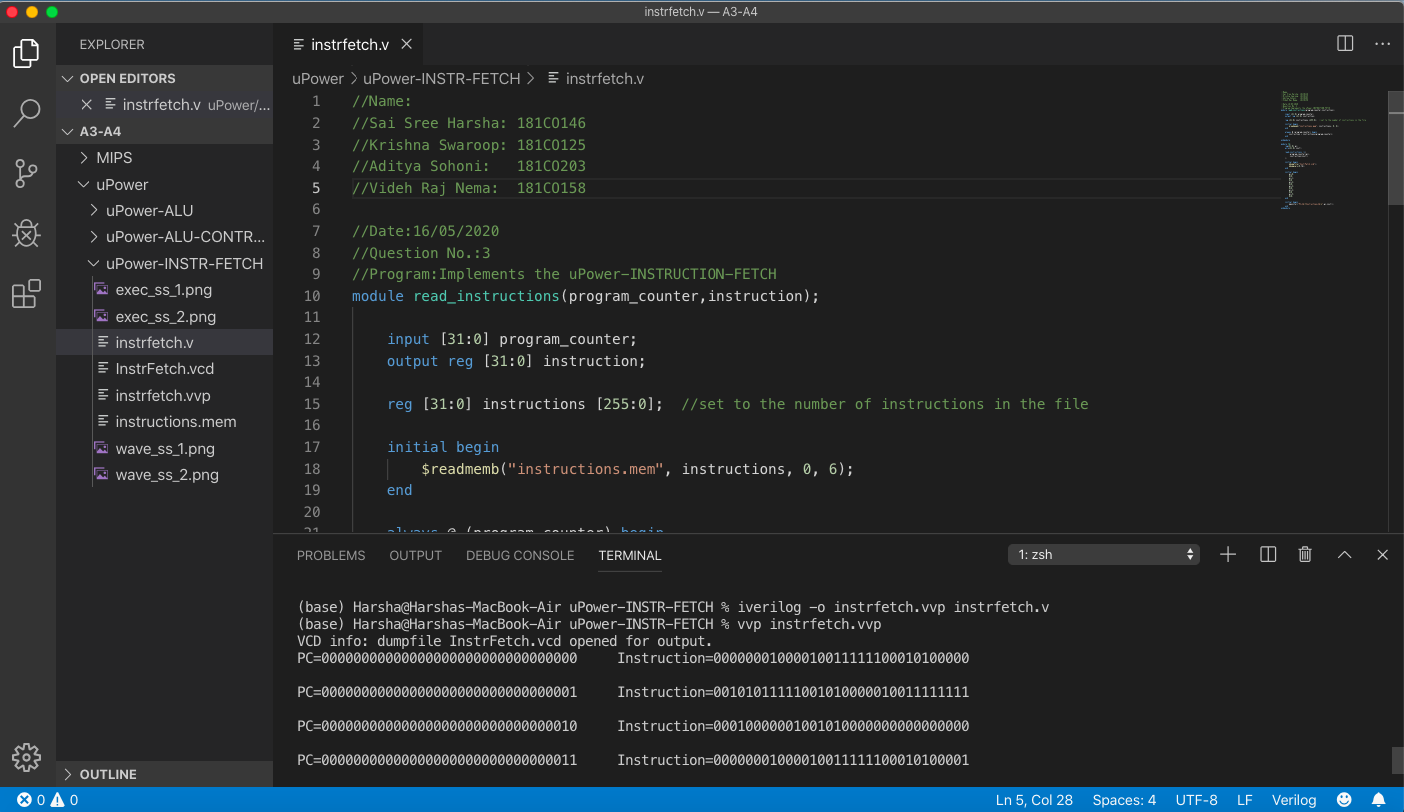 instrfetch.v — A3-A4
EXPLORER
OPEN EDITORS
instrfetch.v uPower/...
A3-A4
MIPS
uPower
uPower-ALU
uPower-ALU-CONTR...
uPower-INSTR-FETCH
exec_ss_1.png
exec_ss_2.png
instrfetch.v
InstrFetch.vcd
instrfetch.vvp
instructions.mem
wave_ss_1.png
wave_ss_2.png
OUTLINE
instrfetch.v
uPower > uPower-INSTR-FETCH > instrfetch.v
1 //Name:
2 //Sai Sree Harsha: 181CO146
3 //Krishna Swaroop: 181CO125
4 //Aditya Sohoni:   181CO203
5 //Videh Raj Nema:  181CO158
6
7 //Date:16/05/2020
8 //Question No.:3
9 //Program:Implements the uPower-INSTRUCTION-FETCH
10 module read_instructions(program_counter,instruction);
11
12     input [31:0] program_counter;
13     output reg [31:0] instruction;
14
15     reg [31:0] instructions [255:0];  //set to the number of instructions in the file
16
17     initial begin
18         $readmemb("instructions.mem", instructions, 0, 6);
19     end
20
21     always @ (program_counter) begin
PROBLEMS OUTPUT DEBUG CONSOLE TERMINAL 1: zsh
(base) Harsha@Harshas-MacBook-Air uPower-INSTR-FETCH % iverilog -o instrfetch.vvp instrfetch.v
(base) Harsha@Harshas-MacBook-Air uPower-INSTR-FETCH % vvp instrfetch.vvp
VCD info: dumpfile InstrFetch.vcd opened for output.
PC=00000000000000000000000000000000     Instruction=00000001000010011111100010100000
PC=00000000000000000000000000000001     Instruction=00101011111001010000010011111111
PC=00000000000000000000000000000010     Instruction=00010000001001010000000000000000
PC=00000000000000000000000000000011     Instruction=00000001000010011111100010100001
0 0 Ln 5, Col 28 Spaces: 4 UTF-8 LF Verilog